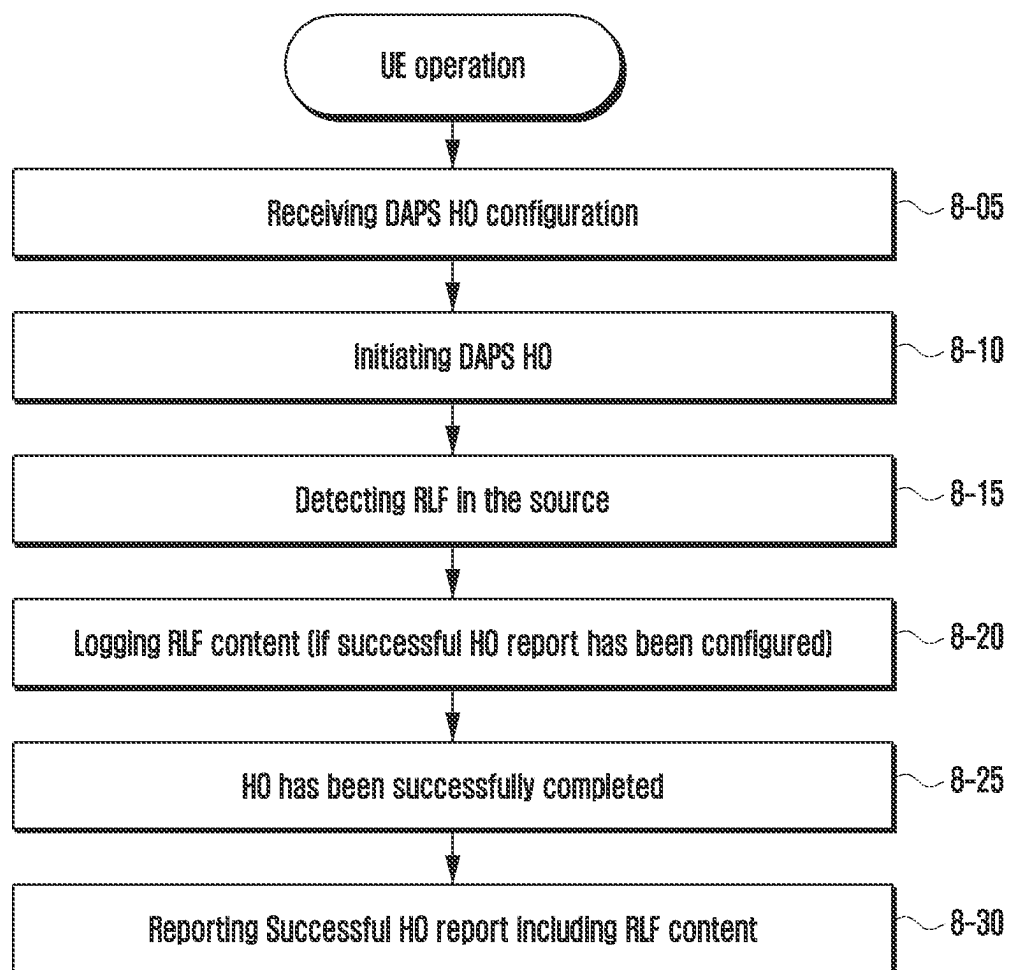 UE operation
Receiving DAPS HO configuration
8-05
Initiating DAPS HO
8-10
Detecting RLF in the source
8-15
Logging RLF content (if successful HO report has been configured)
8-20
HO has been successfully completed
8-25
Reporting Successful HO report including RLF content
8-30